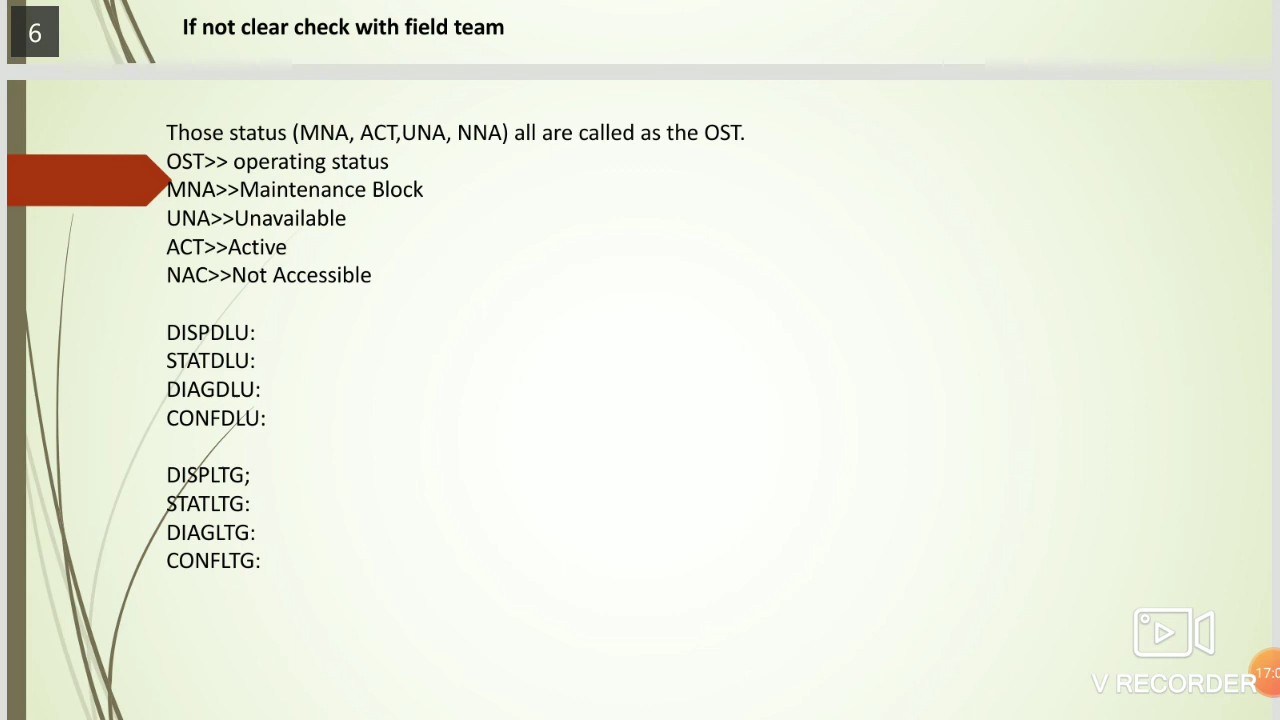 6
If not clear check with field team
Those status (MNA, ACT,UNA, NNA) all are called as the OST.
OST>> operating status
MNA>>Maintenance Block
UNA>>Unavailable
ACT>>Active
NAC>>Not Accessible
DISPDLU:
STATDLU:
DIAGDLU:
CONFDLU:
DISPLTG;
STATLTG:
DIAGLTG:
CONFLTG:
V RECORDER